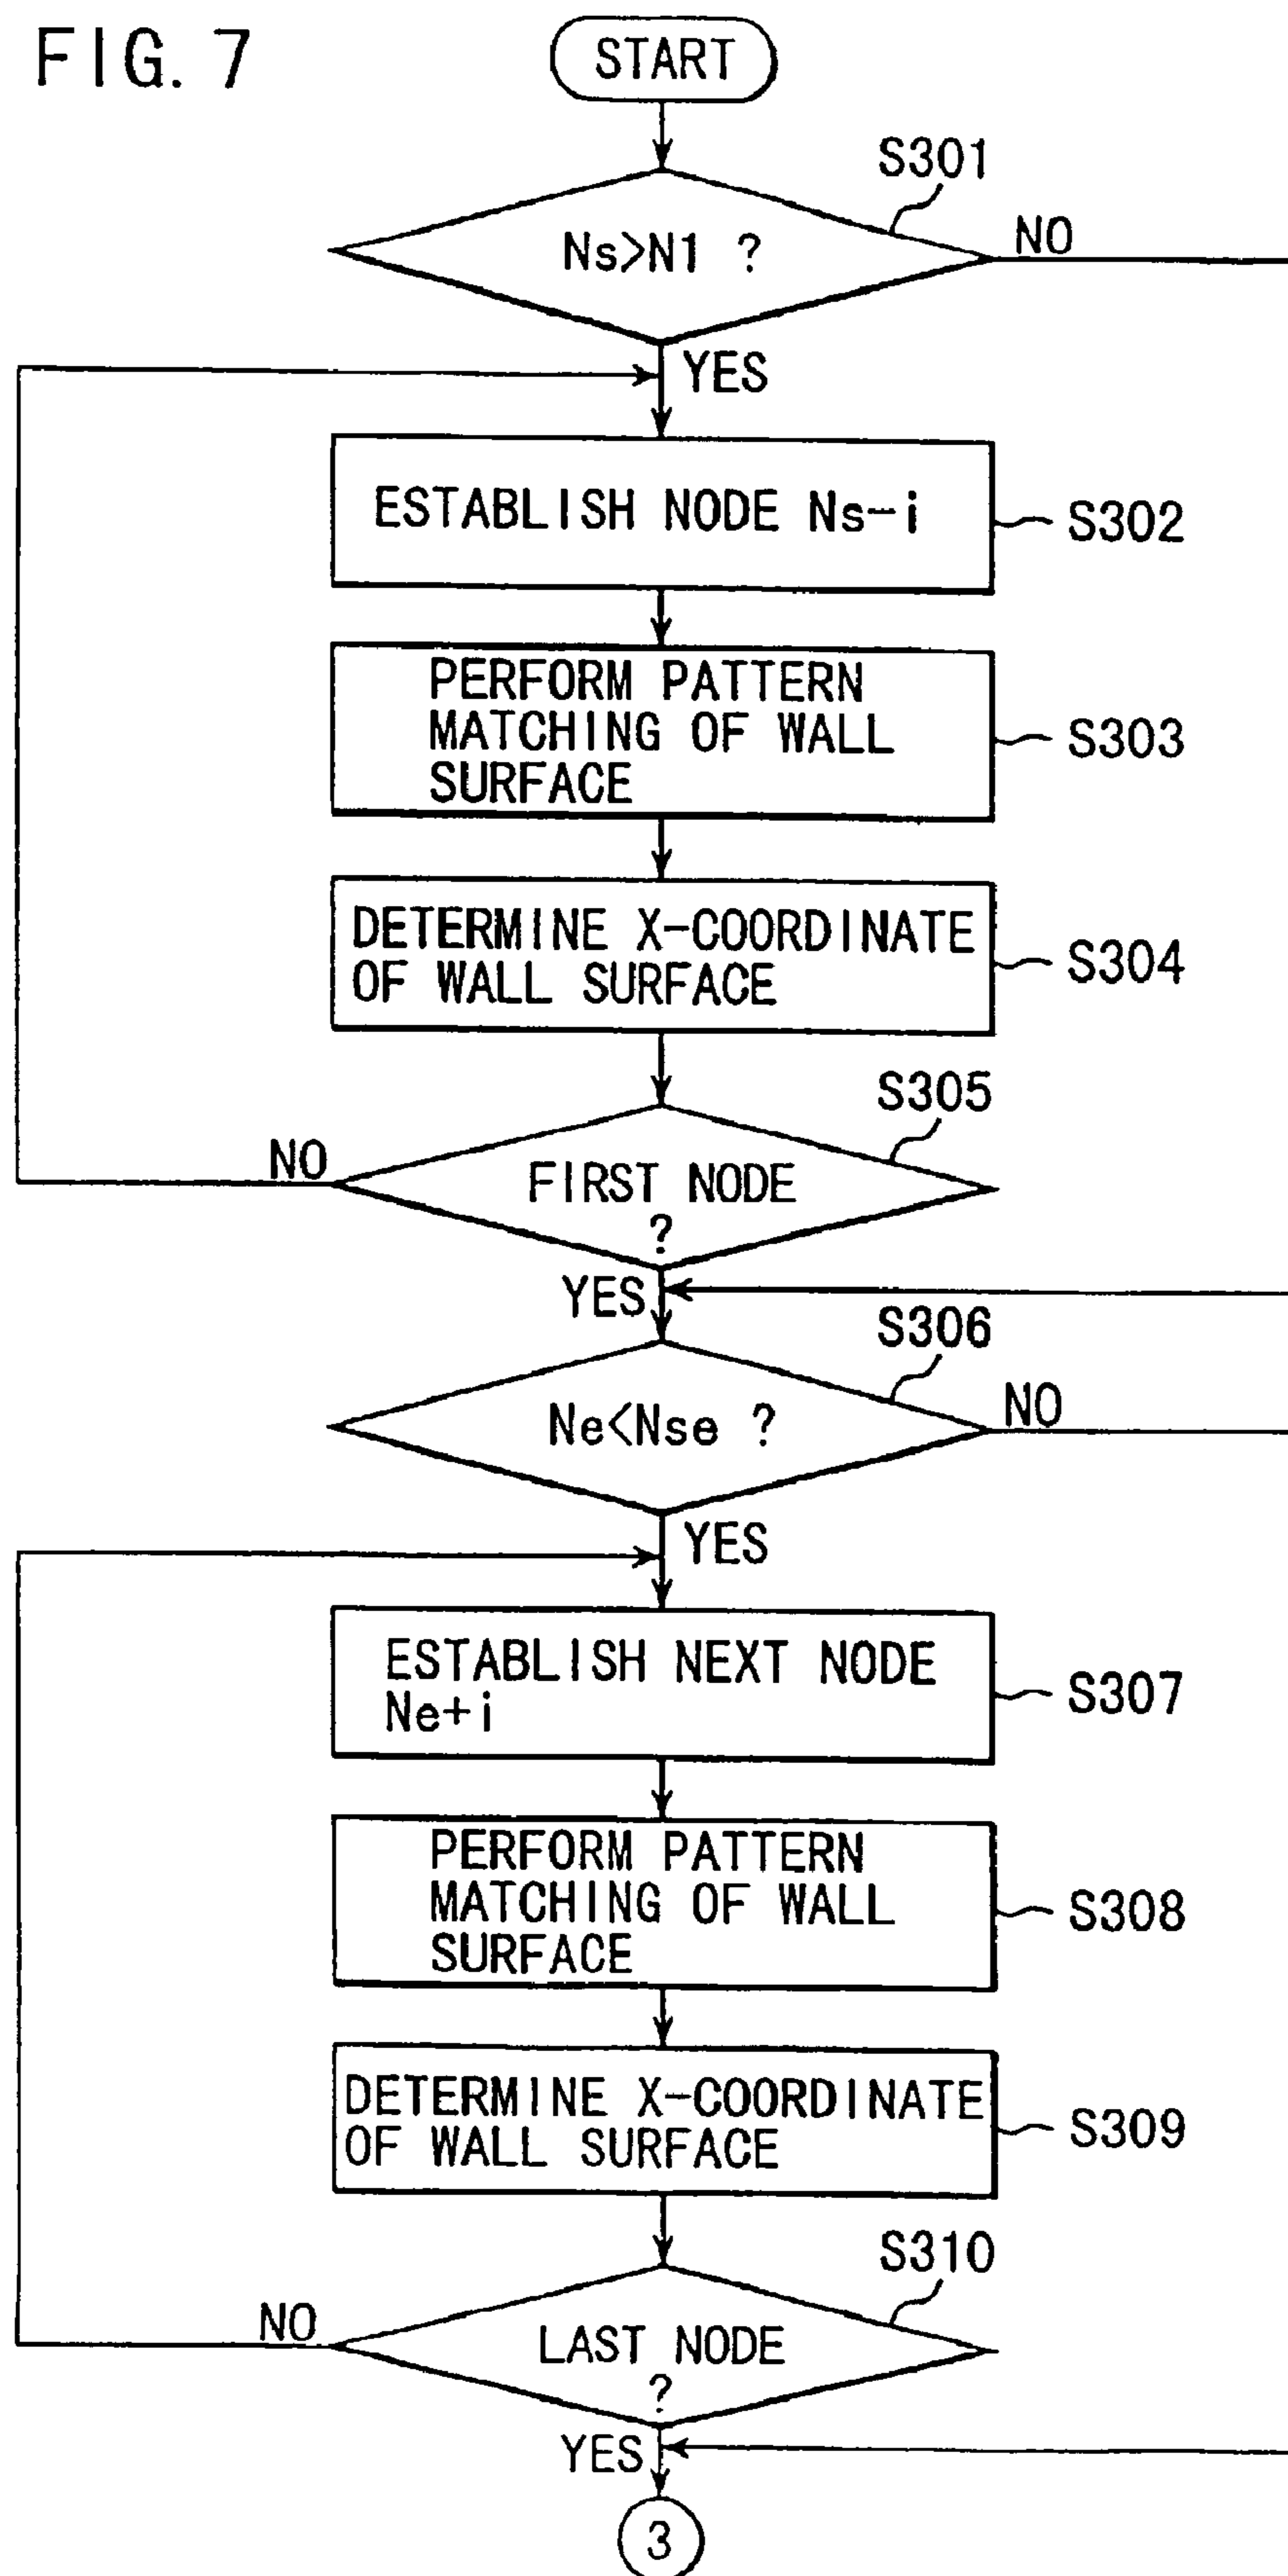 FIG. 7
START
S301
Ns>N1 ?
NO
YES
ESTABLISH NODE Ns-i
S302
PERFORM PATTERN
MATCHING OF WALL
SURFACE
S303
DETERMINE X-COORDINATE
OF WALL SURFACE
S304
S305
NO
FIRST NODE
?
YES
S306
Ne<Nse ?
NO
YES
ESTABLISH NEXT NODE
Ne+i
S307
PERFORM PATTERN
MATCHING OF WALL
SURFACE
S308
DETERMINE X-COORDINATE
OF WALL SURFACE
S309
S310
NO
LAST NODE
?
YES
3